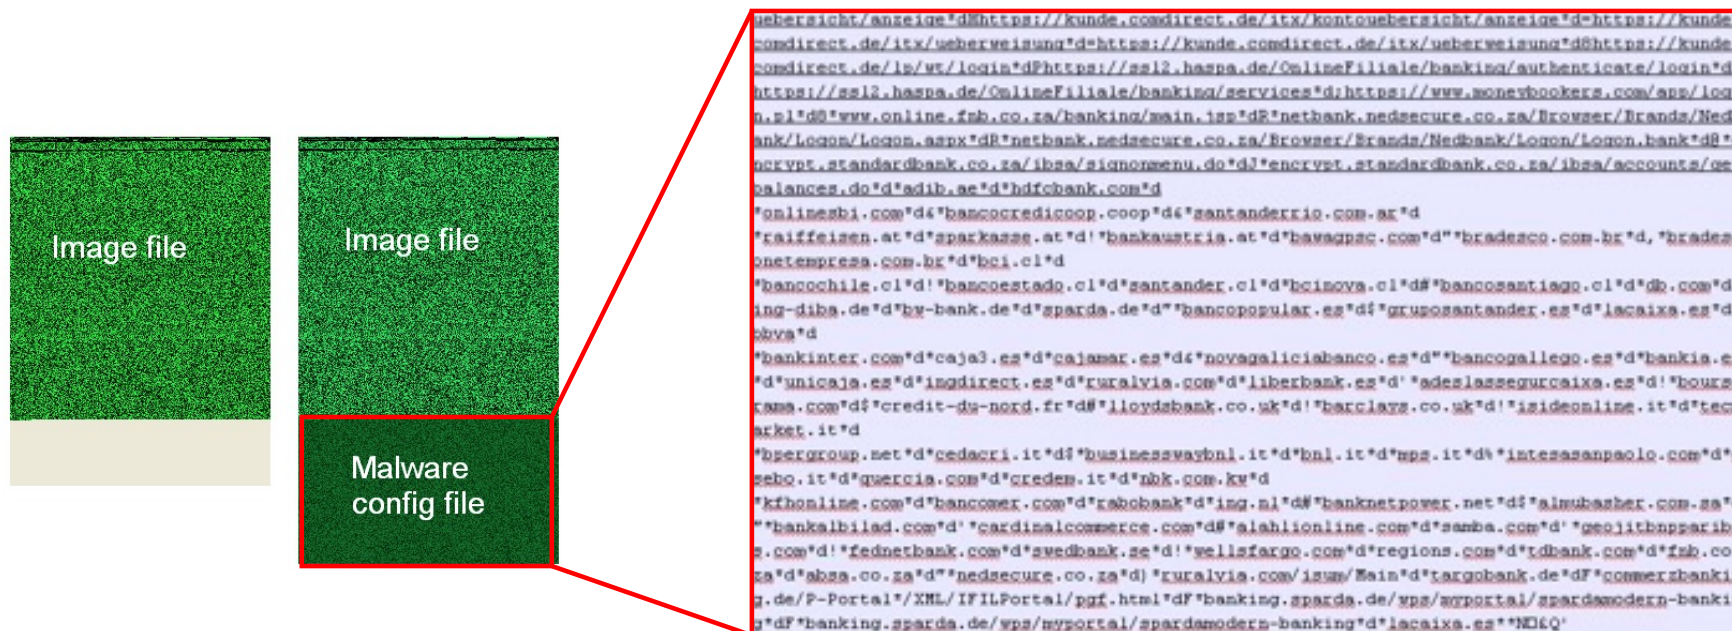 Image file
Image file
Malware
config file
uebersicht/anzeige*dMhttps://kunde.comdirect.de/itx/kontouebersicht/anzeige*d=https://kunde
comdirect.de/itx/ueberweisung*d=https://kunde.comdirect.de/itx/ueberweisung*d8https://kunde
comdirect.de/lp/wt/login*dPhttps://ssl2.haspa.de/OnlineFiliale/banking/authenticate/login*d
https://ssl2.haspa.de/OnlineFiliale/banking/services*d;https://www.moneybookers.com/app/log
n.pl*d8*www.online.fnb.co.za/banking/main.jsp*dR*netbank.nedsecure.co.za/Browser/Brands/Ned
ank/Logon/Logon.aspx*dR*netbank.nedsecure.co.za/Browser/Brands/Nedbank/Logon/Logon.bank*d@*
ncrypt.standardbank.co.za/ibsa/signonmenu.do*dJ*encrypt.standardbank.co.za/ibsa/accounts/ge
balances.do*d*adib.ae*d*hdfcbank.com*d
*onlinesbi.com*d&*bancocredicoop.coop*d&*santanderrio.com.ar*d
*raiffeisen.at*d*sparkasse.at*d!*bankaustria.at*d*bawagpsc.com*d"*bradesco.com.br*d,*brades
onetempresa.com.br*d*bci.cl*d
*bancochile.cl*d!*bancoestado.cl*d*santander.cl*d*bcinova.cl*d#*bancosantiago.cl*d*db.com*d
ing-diba.de*d*bw-bank.de*d*sparda.de*d"*bancopopular.es*d$*gruposantander.es*d*lacaixa.es*d
bbva*d
*bankinter.com*d*caja3.es*d*cajamar.es*d&*novagaliciabanco.es*d"*bancogallego.es*d*bankia.e
*d*unicaja.es*d*ingdirect.es*d*ruralvia.com*d*liberbank.es*d'*adeslassegurcaixa.es*d!*bours
rama.com*d$*credit-du-nord.fr*d#*lloydsbank.co.uk*d!*barclays.co.uk*d!*isideonline.it*d*tec
arket.it*d
*bpergroup.net*d*cedacri.it*d$*businesswaybnl.it*d*bnl.it*d*mps.it*d%*intesasanpaolo.com*d*
sebo.it*d*quercia.com*d*credem.it*d*nbk.com.kw*d
*kfhonline.com*d*bancomer.com*d*rabobank*d*ing.nl*d#*banknetpower.net*d$*almubasher.com.sa*
"*bankalbilad.com*d'*cardinalcommerce.com*d#*alahlionline.com*d*samba.com*d'*geojitbnpparib
s.com*d!*fednetbank.com*d*swedbank.se*d!*wellsfargo.com*d*regions.com*d*tdbank.com*d*fnb.co
za*d*absa.co.za*d"*nedsecure.co.za*d)*ruralvia.com/isum/Main*d*targobank.de*dF*commerzbanki
g.de/P-Portal*/XML/IFILPortal/pgf.html*dF*banking.sparda.de/wps/myportal/spardamodern-banki
g*dF*banking.sparda.de/wps/myportal/spardamodern-banking*d*lacaixa.es**ND&Q'